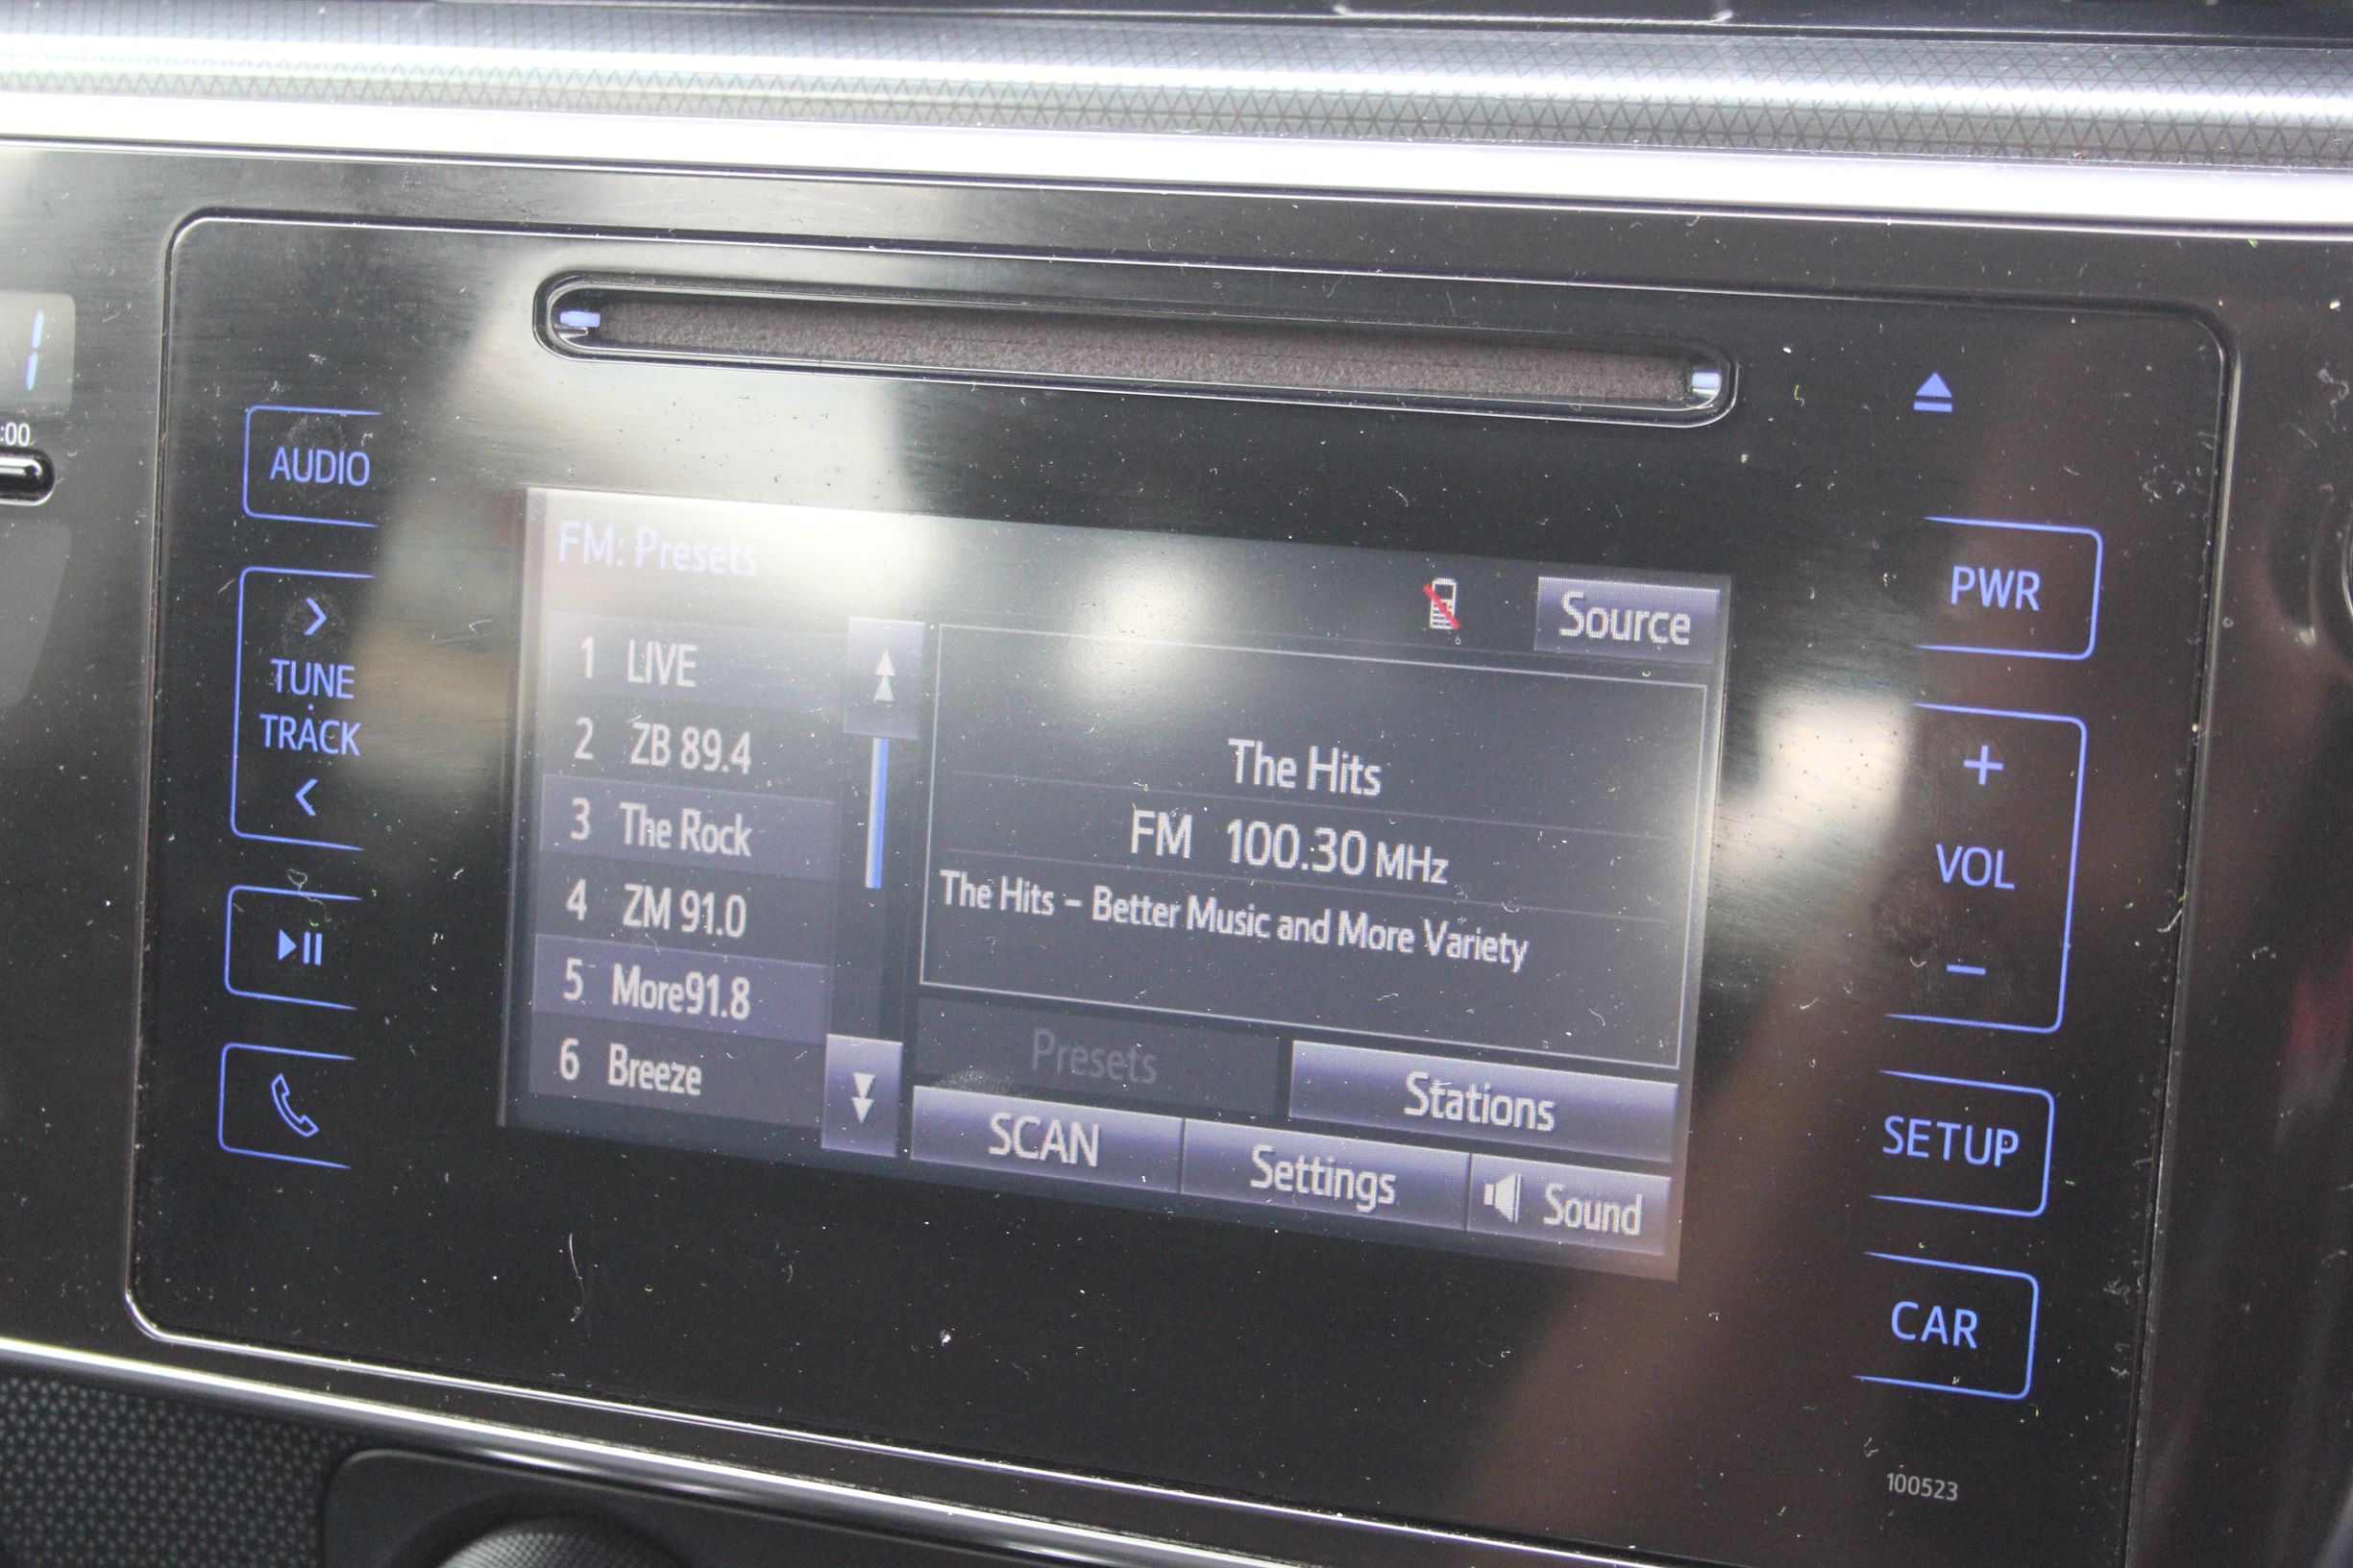 :00
AUDIO
TUNE
TRACK
FM: Presets
Source
1 LIVE
2 ZB 89.4
3 The Rock
4 ZM 91.0
5 More91.8
6 Breeze
The Hits
FM 100.30 MHz
The Hits – Better Music and More Variety
Presets
Stations
SCAN
Settings
Sound
PWR
+
VOL
–
SETUP
CAR
100523